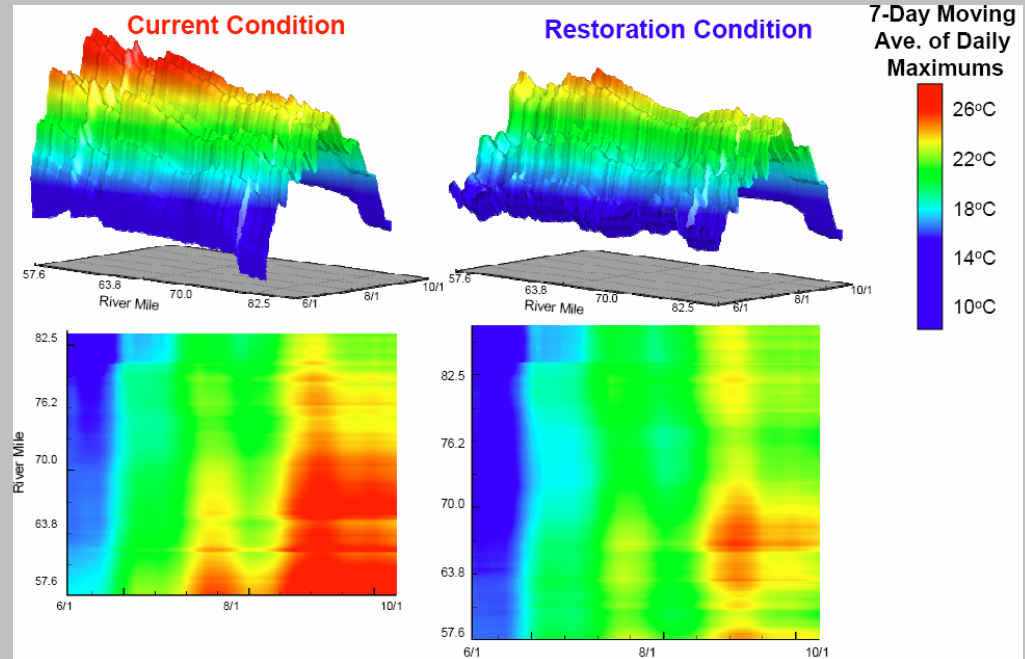 Current Condition
Restoration Condition
7-Day Moving
Ave. of Daily
Maximums
26°C
22°C
18°C
14°C
10°C
57.6
63.8
70.0
82.5
River Mile
6/1
8/1
10/1
57.6
63.8
70.0
82.5
River Mile
6/1
8/1
10/1
River Mile
82.5
76.2
70.0
63.8
57.6
6/1
8/1
10/1
82.5
76.2
70.0
63.8
57.6
6/1
8/1
10/1